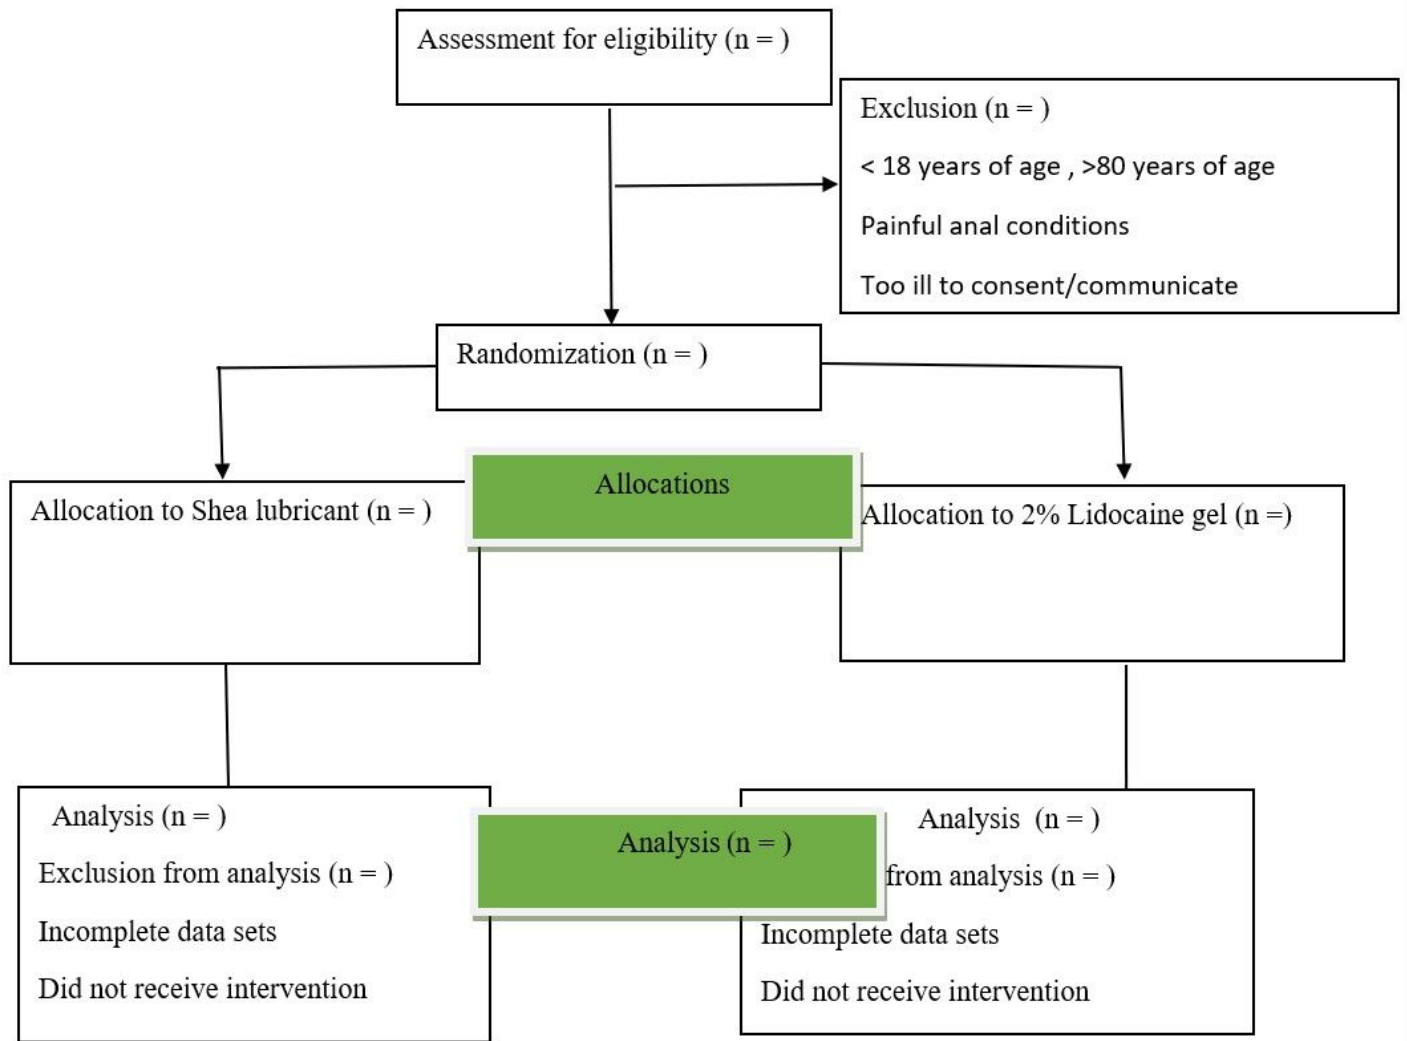 Assessment for eligibility (n = )
Exclusion (n = )
< 18 years of age , >80 years of age
Painful anal conditions
Too ill to consent/communicate
Randomization (n = )
Allocations
Allocation to Shea lubricant (n = )
Allocation to 2% Lidocaine gel (n =)
Analysis (n = )
Exclusion from analysis (n = )
Incomplete data sets
Did not receive intervention
Analysis (n = )
Analysis (n = )
from analysis (n = )
Incomplete data sets
Did not receive intervention